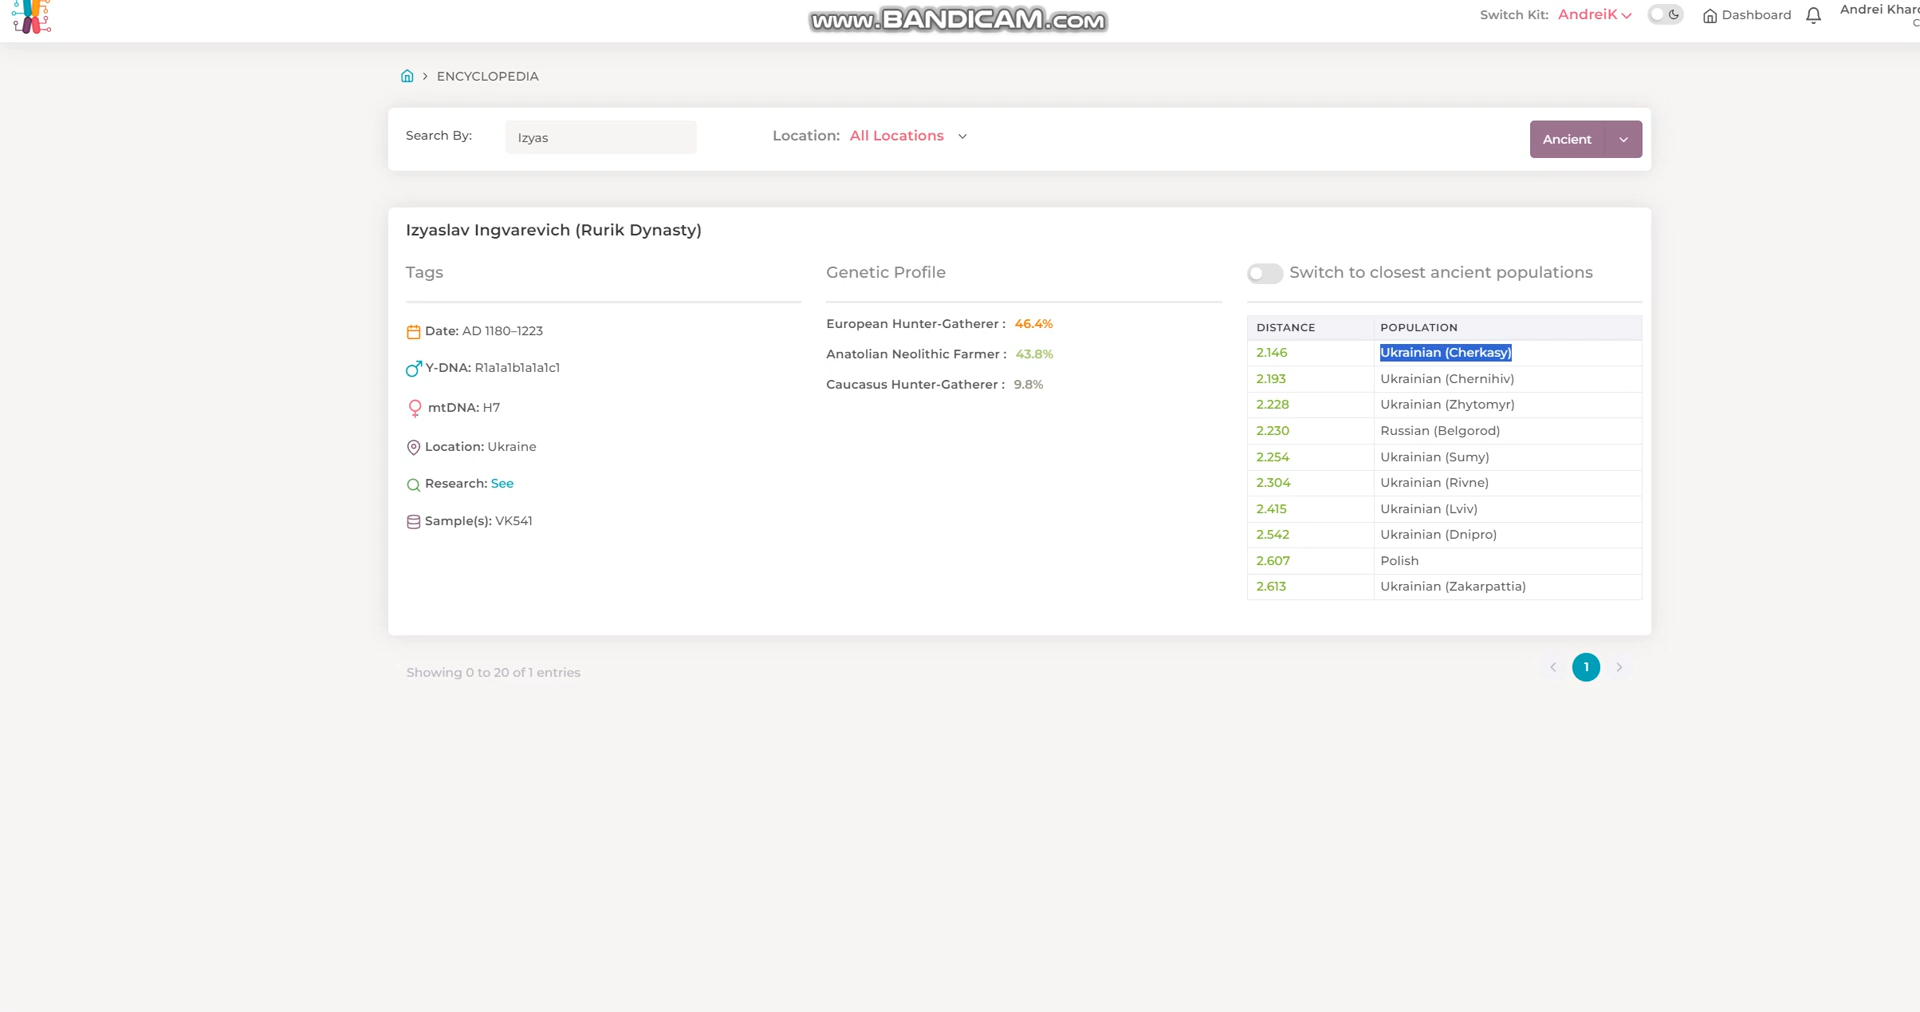 www.BANDICAM.com
Switch Kit: AndreiK
Dashboard
Andrei Kharc
C
ENCYCLOPEDIA
Search By:
Izyas
Location: All Locations
Ancient
Izyaslav Ingvarevich (Rurik Dynasty)
Tags
Date: AD 1180–1223
Y-DNA: R1a1a1b1a1a1c1
mtDNA: H7
Location: Ukraine
Research: See
Sample(s): VK541
Genetic Profile
European Hunter-Gatherer : 46.4%
Anatolian Neolithic Farmer : 43.8%
Caucasus Hunter-Gatherer : 9.8%
Switch to closest ancient populations
DISTANCE POPULATION
2.146 Ukrainian (Cherkasy)
2.193 Ukrainian (Chernihiv)
2.228 Ukrainian (Zhytomyr)
2.230 Russian (Belgorod)
2.254 Ukrainian (Sumy)
2.304 Ukrainian (Rivne)
2.415 Ukrainian (Lviv)
2.542 Ukrainian (Dnipro)
2.607 Polish
2.613 Ukrainian (Zakarpattia)
Showing 0 to 20 of 1 entries
1